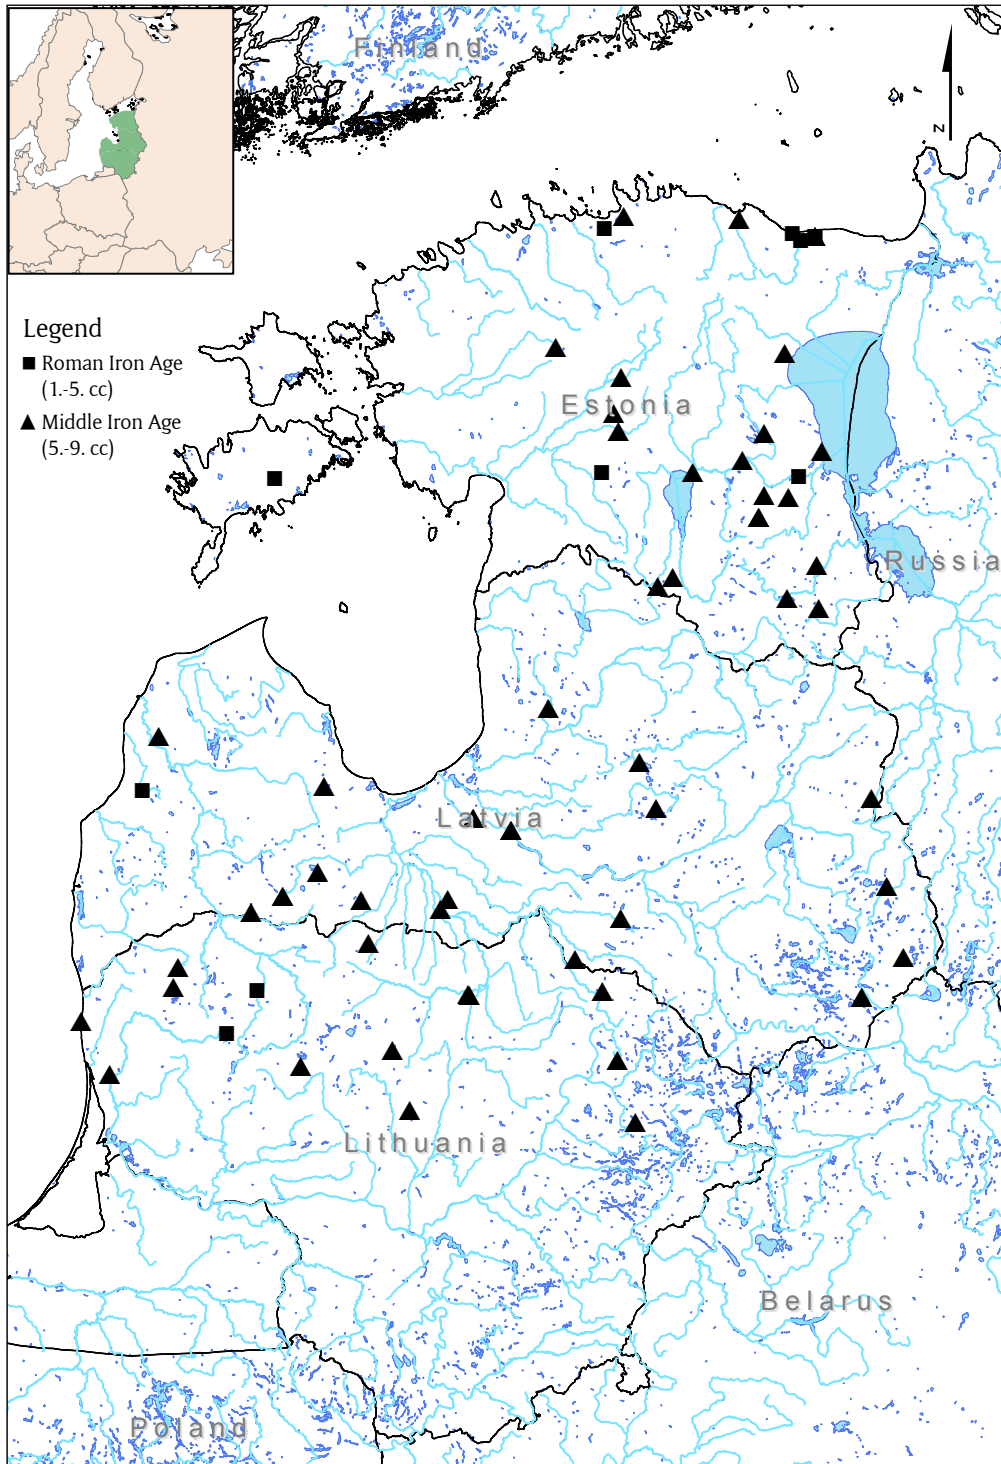 Finland
N
Legend
Roman Iron Age
(1.-5. cc)
Middle Iron Age
(5.-9. cc)
Estonia
Russia
Latvia
Lithuania
Belarus
Poland